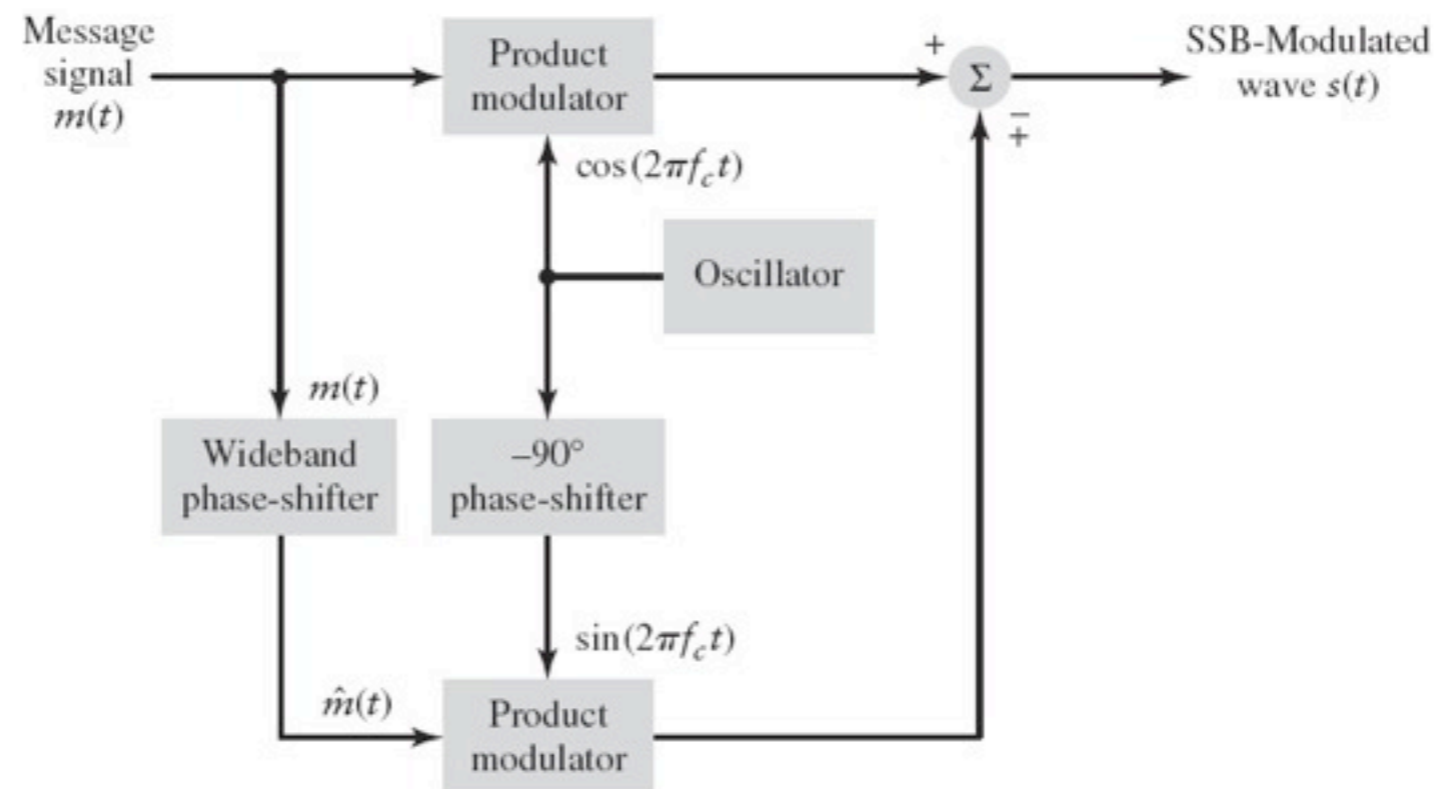 Message
signal
m(t)
Product
modulator
+
Σ
SSB-Modulated
wave s(t)
−
+
cos(2πf_c t)
Oscillator
m(t)
Wideband
phase-shifter
–90°
phase-shifter
sin(2πf_c t)
m̂(t)
Product
modulator